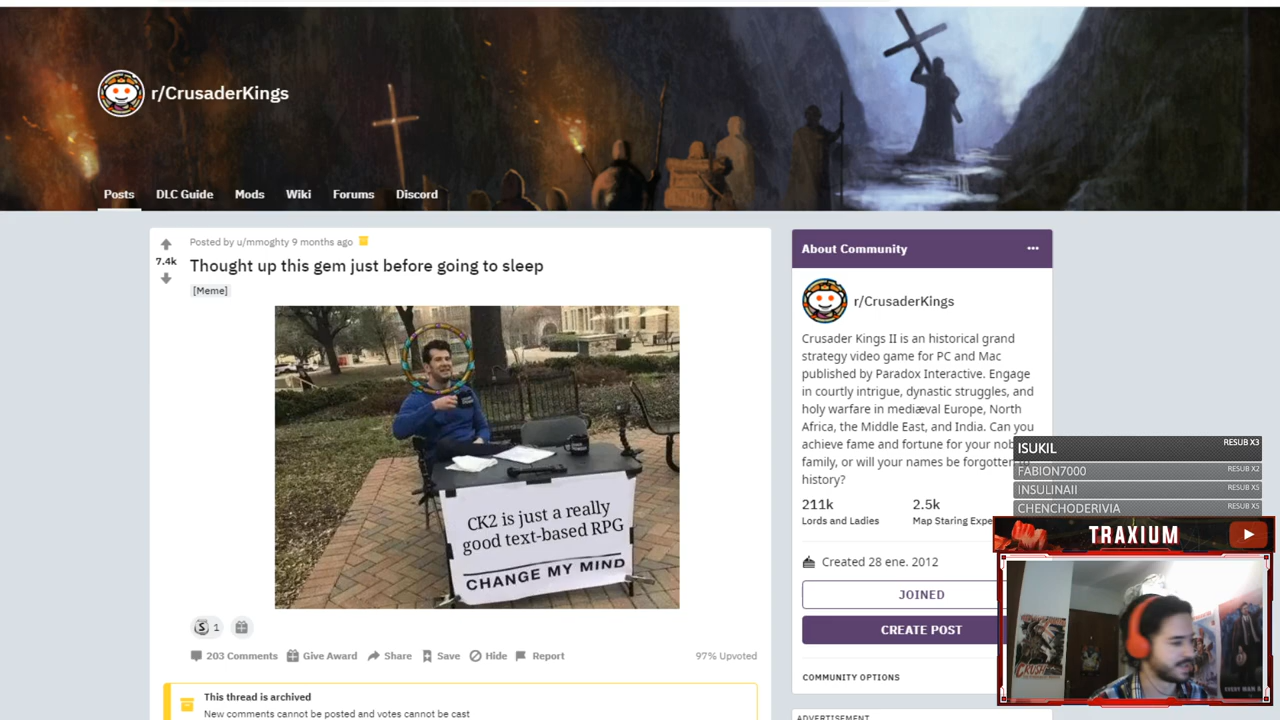 r/CrusaderKings
Posts DLC Guide Mods Wiki Forums Discord
Posted by u/mmoghty 9 months ago
7.4k
Thought up this gem just before going to sleep
[Meme]
CK2 is just a really
good text-based RPG
CHANGE MY MIND
S 1
203 Comments Give Award Share Save Hide Report 97% Upvoted
This thread is archived
New comments cannot be posted and votes cannot be cast
About Community
r/CrusaderKings
Crusader Kings II is an historical grand
strategy video game for PC and Mac
published by Paradox Interactive. Engage
in courtly intrigue, dynastic struggles, and
holy warfare in mediæval Europe, North
Africa, the Middle East, and India. Can you
achieve fame and fortune for your
family, or will your names be forgotten
history?
211k 2.5k
Lords and Ladies Map Staring
Created 28 ene. 2012
JOINED
CREATE POST
COMMUNITY OPTIONS
ADVERTISEMENT
ISUKIL RESUB X3
FABION7000 RESUB X2
INSULINAII RESUB X5
CHENCHODERIVIA RESUB X5
TRAXIUM